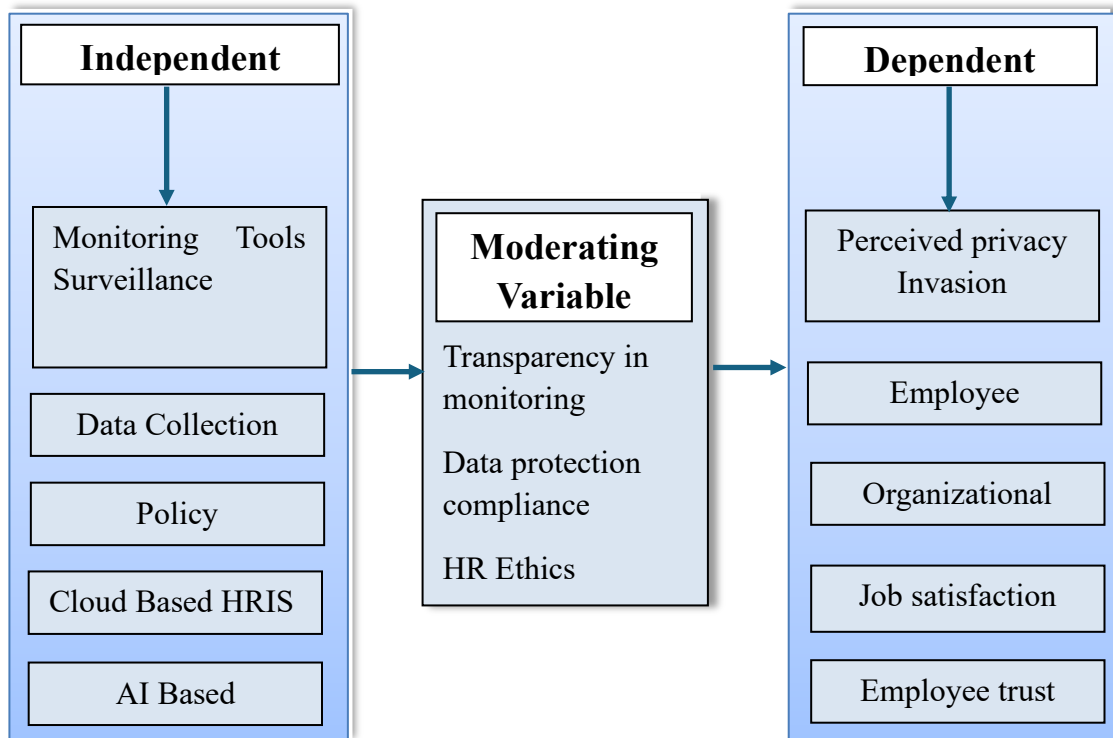 Independent
Monitoring Tools
Surveillance
Data Collection
Policy
Cloud Based HRIS
AI Based
Moderating
Variable
Transparency in
monitoring
Data protection
compliance
HR Ethics
Dependent
Perceived privacy
Invasion
Employee
Organizational
Job satisfaction
Employee trust